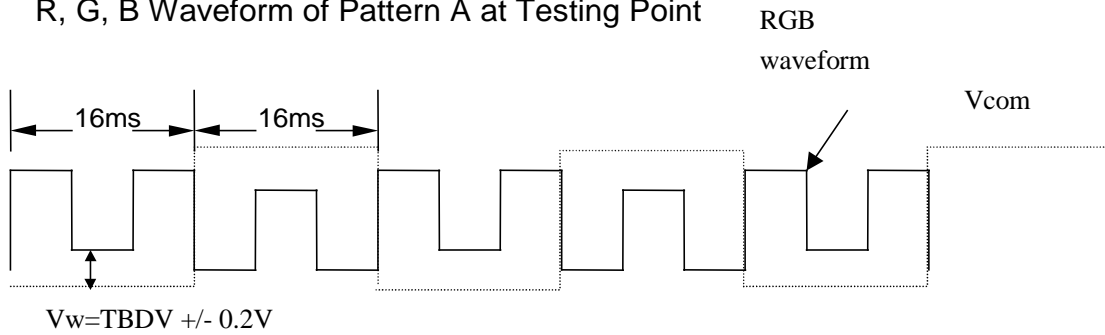 R, G, B Waveform of Pattern A at Testing Point
RGB
waveform
Vcom
16ms
16ms
Vw=TBDV +/- 0.2V